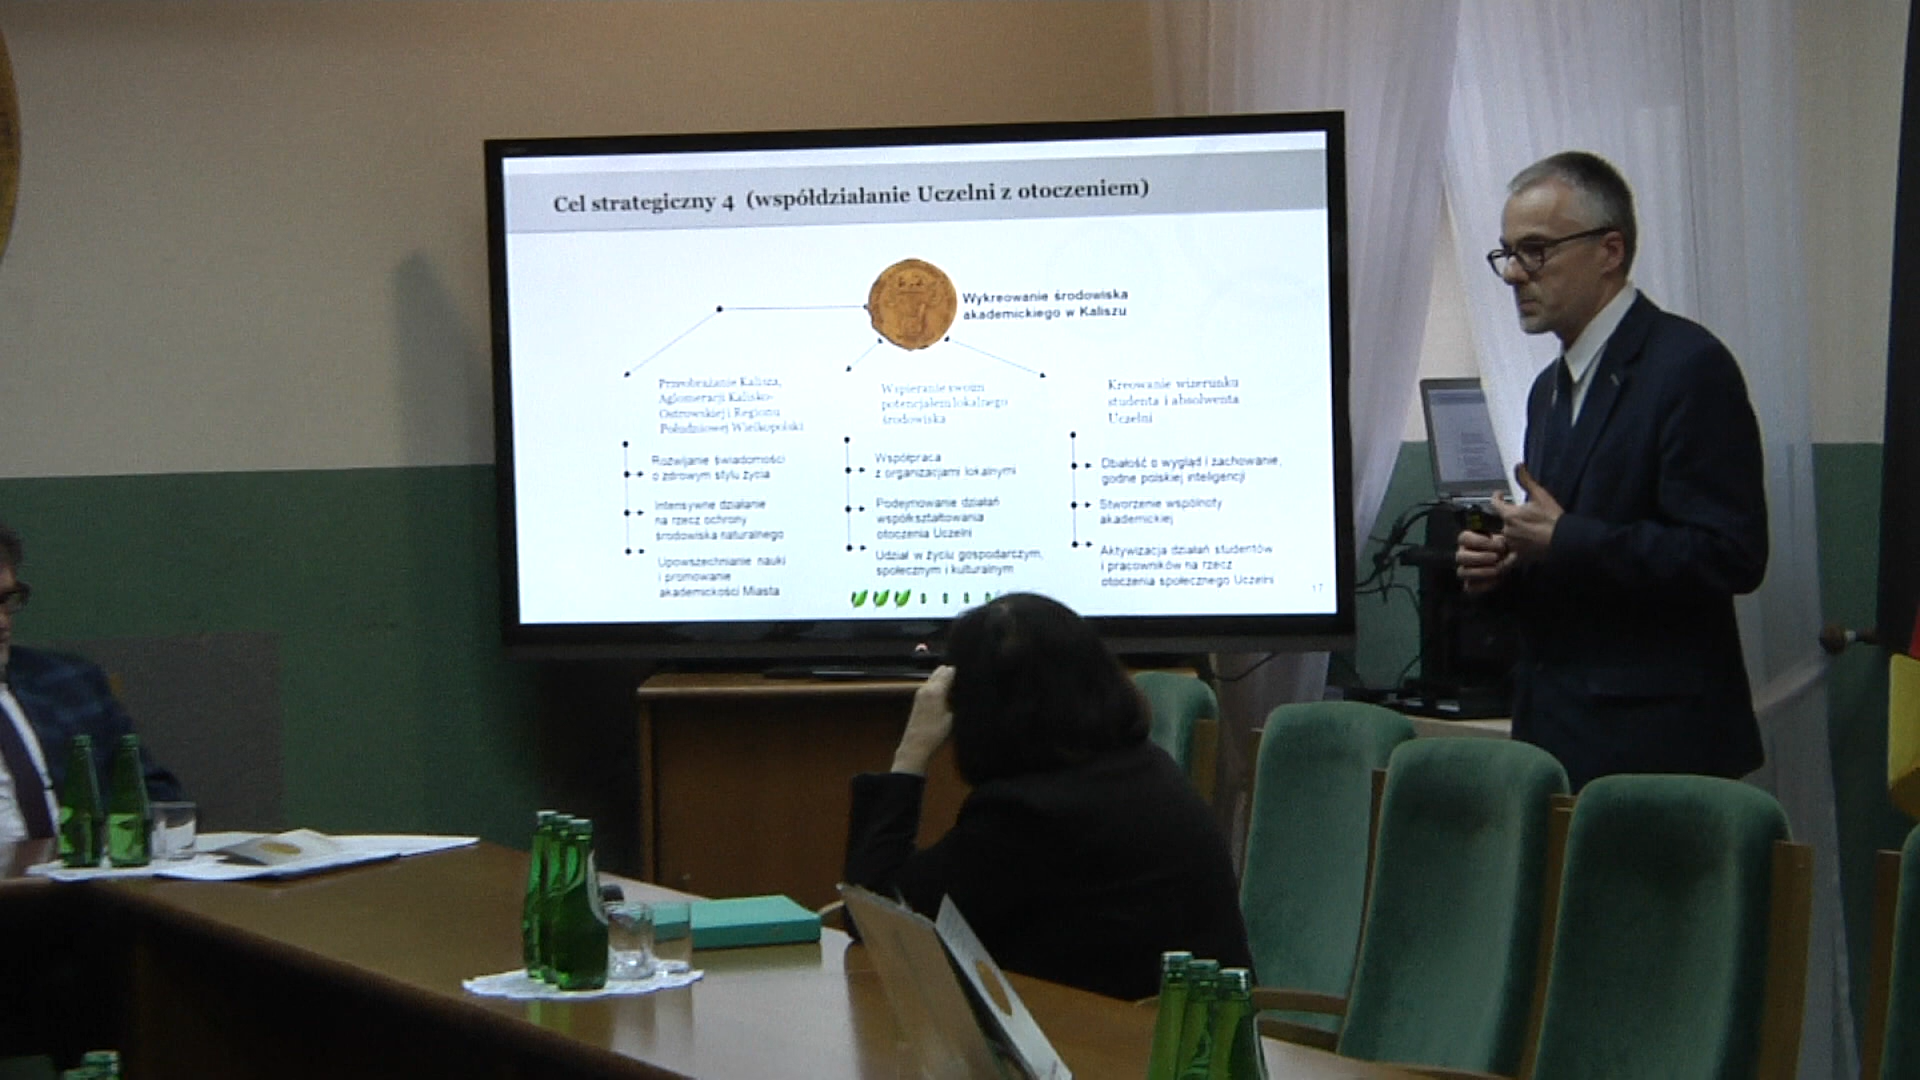 Cel strategiczny 4 (współdziałanie Uczelni z otoczeniem)
Wykreowanie środowiska
akademickiego w Kaliszu
Przeobrażanie Kalisza,
Aglomeracji Kalisko-
Ostrowskiej i Regionu
Południowej Wielkopolski
Rozwijanie świadomości
o zdrowym stylu życia
Intensywne działanie
na rzecz ochrony
środowiska naturalnego
Upowszechnianie nauki
i promowanie
akademickości Miasta
Wspieranie swoim
potencjałem lokalnego
środowiska
Współpraca
z organizacjami lokalnymi
Podejmowanie działań
współkształtowania
otoczenia Uczelni
Udział w życiu gospodarczym,
społecznym i kulturalnym
Kreowanie wizerunku
studenta i absolwenta
Uczelni
Dbałość o wygląd i zachowanie,
godne polskiej inteligencji
Stworzenie wspólnoty
akademickiej
Aktywizacja działań studentów
i pracowników na rzecz
otoczenia społecznego Uczelni
17